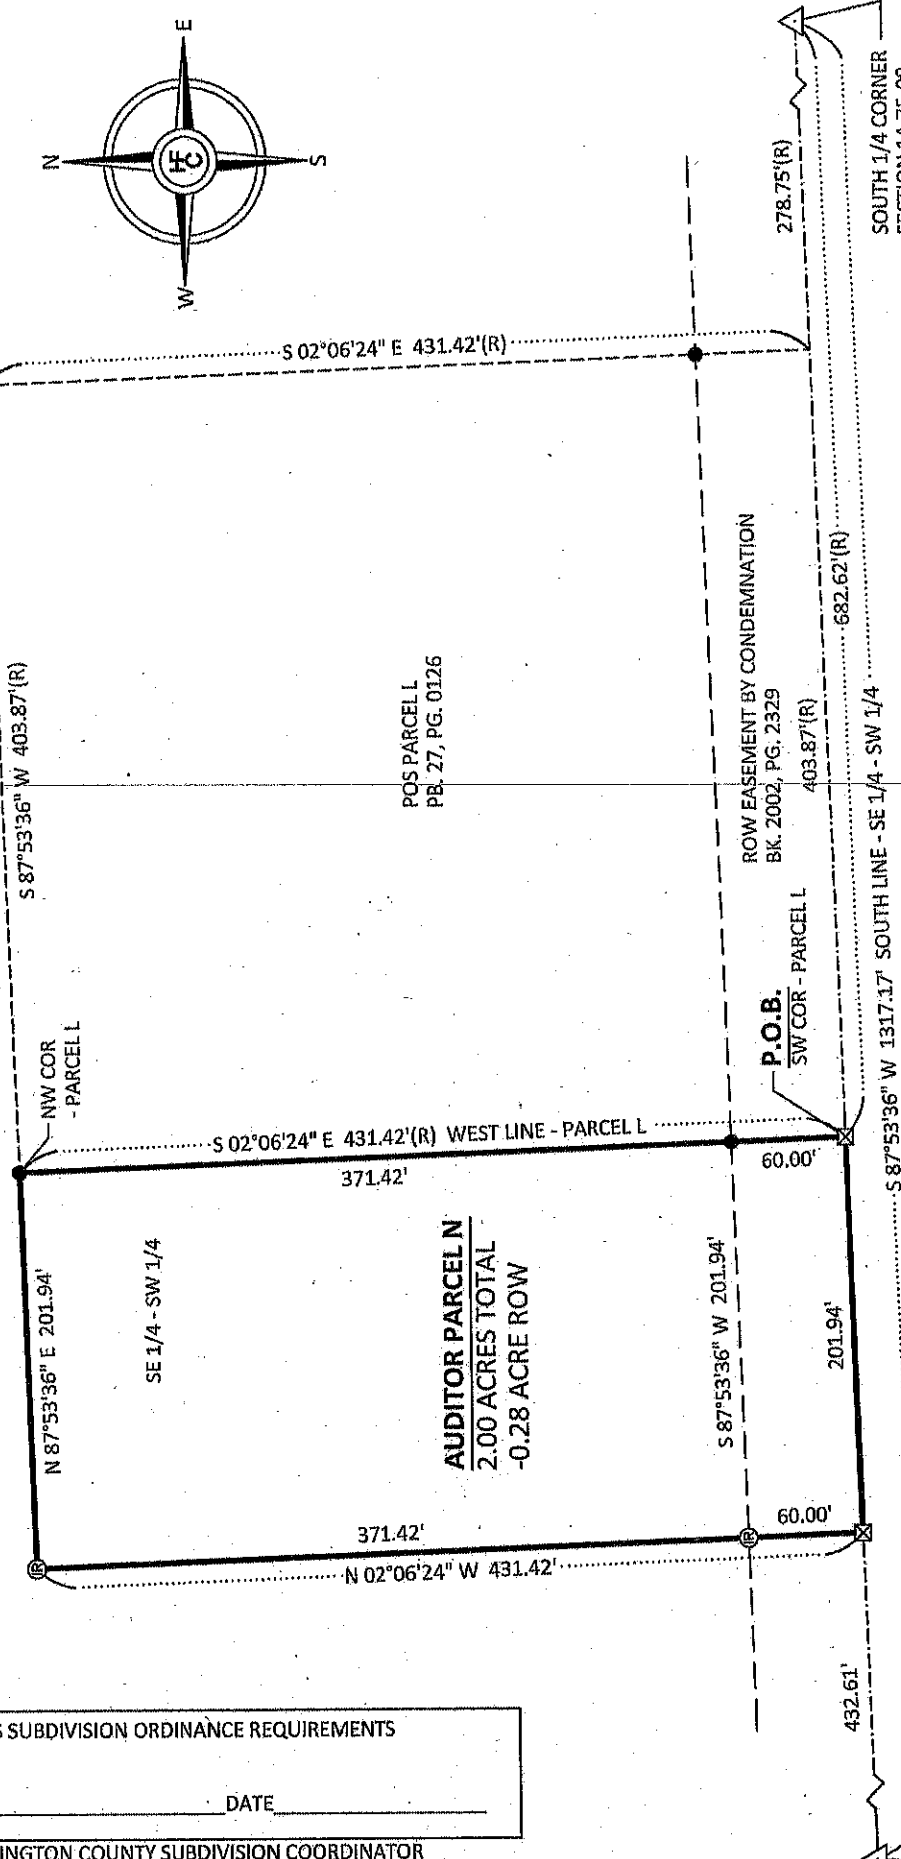 N
E
S
W
HFC
S 02°06'24" E 431.42'(R)
278.75'(R)
SOUTH 1/4 CORNER
S 87°53'36" W 403.87'(R)
POS PARCEL L
PB. 27, PG. 0126
ROW EASEMENT BY CONDEMNATION
BK. 2002, PG. 2329
403.87'(R)
682.62'(R)
S 87°53'36" W 1317.17' SOUTH LINE - SE 1/4 - SW 1/4
NW COR
- PARCEL L
P.O.B.
SW COR - PARCEL L
S 02°06'24" E 431.42'(R) WEST LINE - PARCEL L
371.42'
60.00'
N 87°53'36" E 201.94'
SE 1/4 - SW 1/4
AUDITOR PARCEL N
2.00 ACRES TOTAL
-0.28 ACRE ROW
S 87°53'36" W 201.94'
201.94'
371.42'
60.00'
N 02°06'24" W 431.42'
IR
IR
432.61'
S SUBDIVISION ORDINANCE REQUIREMENTS
DATE
INGTON COUNTY SUBDIVISION COORDINATOR